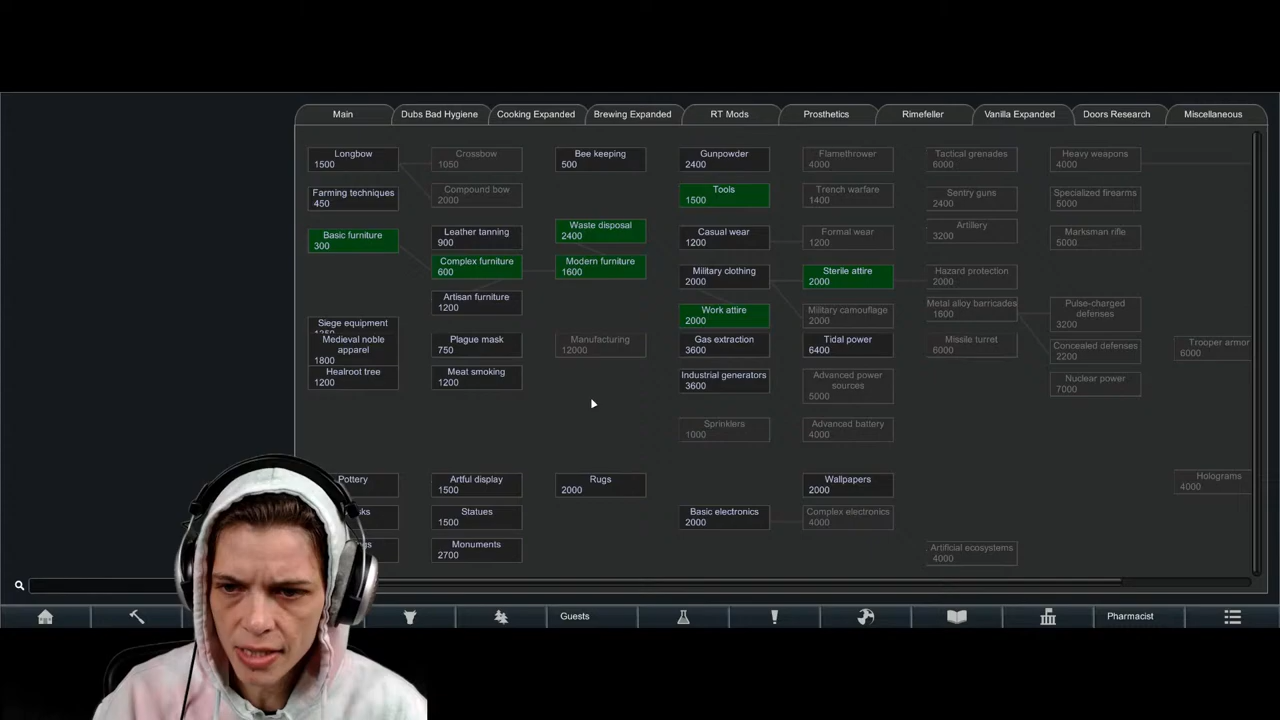 Main
Dubs Bad Hygiene
Cooking Expanded
Brewing Expanded
RT Mods
Prosthetics
Rimefeller
Vanilla Expanded
Doors Research
Miscellaneous
Longbow
1500
Crossbow
1050
Bee keeping
500
Gunpowder
2400
Flamethrower
4000
Tactical grenades
6000
Heavy weapons
4000
Farming techniques
450
Compound bow
2000
Tools
1500
Trench warfare
1400
Sentry guns
2400
Specialized firearms
5000
Basic furniture
300
Leather tanning
900
Waste disposal
2400
Casual wear
1200
Formal wear
1200
Artillery
3200
Marksman rifle
5000
Complex furniture
600
Modern furniture
1600
Military clothing
2000
Sterile attire
2000
Hazard protection
2000
Artisan furniture
1200
Work attire
2000
Military camouflage
2000
Metal alloy barricades
1600
Pulse-charged
defenses
3200
Siege equipment
Medieval noble
apparel
1800
Plague mask
750
Manufacturing
12000
Gas extraction
3600
Tidal power
6400
Missile turret
6000
Concealed defenses
2200
Trooper armor
6000
Healroot tree
1200
Meat smoking
1200
Industrial generators
3600
Advanced power
sources
5000
Nuclear power
7000
Sprinklers
1000
Advanced battery
4000
Pottery
Artful display
1500
Rugs
2000
Wallpapers
2000
Holograms
4000
Statues
1500
Basic electronics
2000
Complex electronics
4000
Monuments
2700
Artificial ecosystems
4000
Guests
Pharmacist